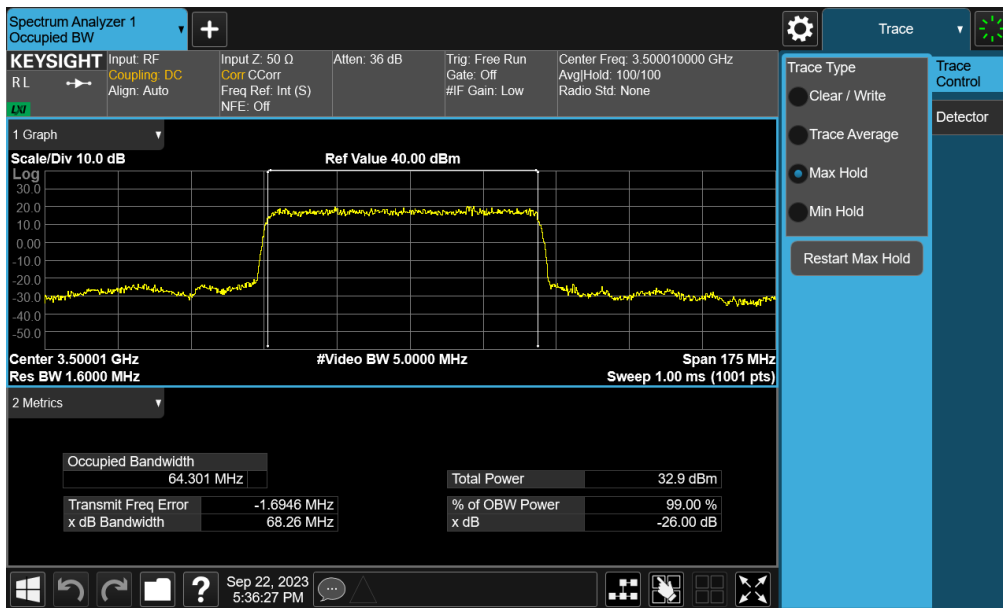 Spectrum Analyzer 1
Occupied BW
+
Trace
KEYSIGHT
R L
LXI
Input: RF
Coupling: DC
Align: Auto
Input Z: 50 Ω
Corr CCorr
Freq Ref: Int (S)
NFE: Off
Atten: 36 dB
Trig: Free Run
Gate: Off
#IF Gain: Low
Center Freq: 3.500010000 GHz
Avg|Hold: 100/100
Radio Std: None
Trace Type
Clear / Write
Trace Average
Max Hold
Min Hold
Restart Max Hold
Trace
Control
Detector
1 Graph
Scale/Div 10.0 dB
Ref Value 40.00 dBm
Log
30.0
20.0
10.0
0.00
-10.0
-20.0
-30.0
-40.0
-50.0
Center 3.50001 GHz
#Video BW 5.0000 MHz
Span 175 MHz
Res BW 1.6000 MHz
Sweep 1.00 ms (1001 pts)
2 Metrics
Occupied Bandwidth
64.301 MHz
Total Power 32.9 dBm
Transmit Freq Error -1.6946 MHz
% of OBW Power 99.00 %
x dB Bandwidth 68.26 MHz
x dB -26.00 dB
?
Sep 22, 2023
5:36:27 PM